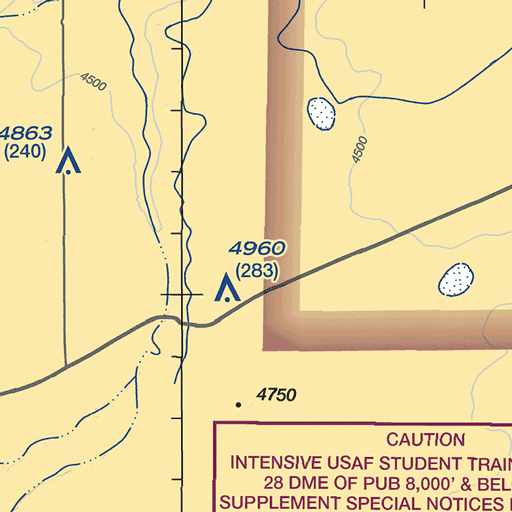 4500
4863
(240)
4500
4960
(283)
4750
CAUTION
INTENSIVE USAF STUDENT TRAIN
28 DME OF PUB 8,000' & BEL
SUPPLEMENT SPECIAL NOTICES